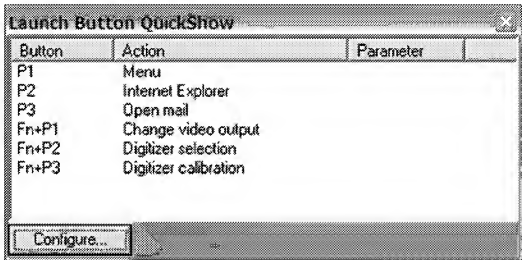 Launch Button QuickShow
Button Action Parameter
P1 Menu
P2 Internet Explorer
P3 Open mail
Fn+P1 Change video output
Fn+P2 Digitizer selection
Fn+P3 Digitizer calibration
Configure...